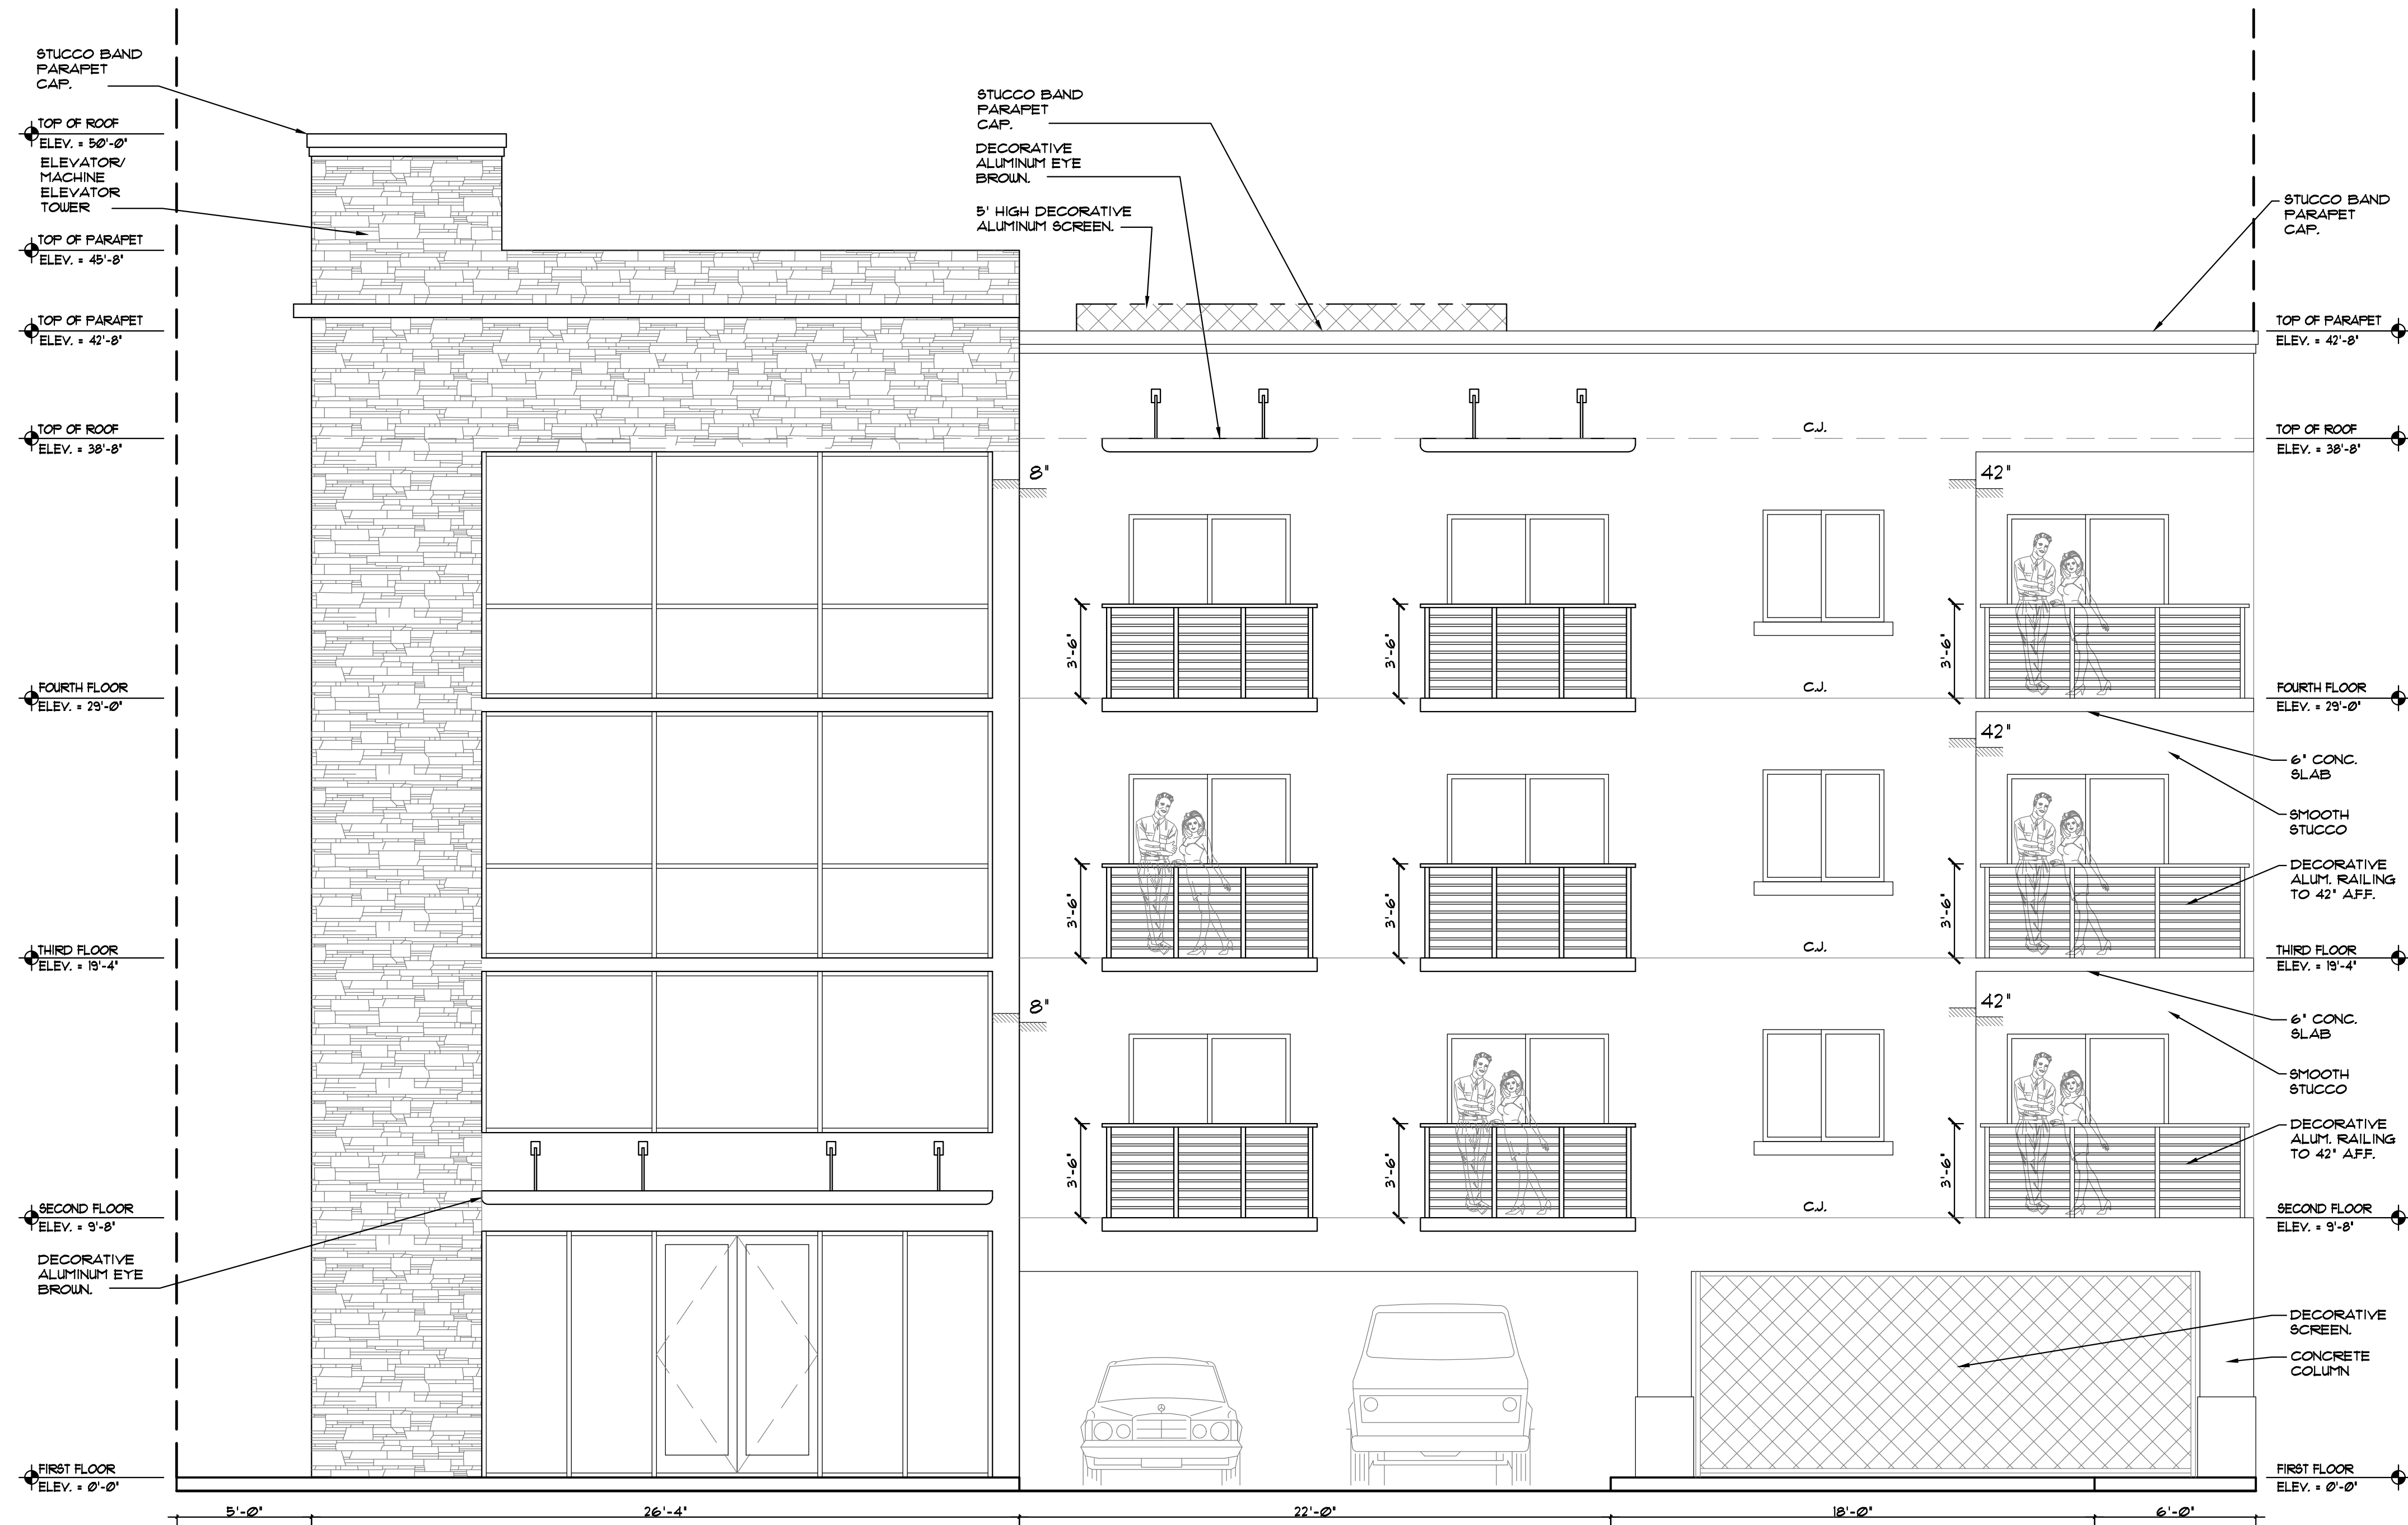 STUCCO BAND
PARAPET
CAP.
TOP OF ROOF
ELEV. = 50'-0"
ELEVATOR/
MACHINE
ELEVATOR
TOWER
TOP OF PARAPET
ELEV. = 45'-8"
TOP OF PARAPET
ELEV. = 42'-8"
TOP OF ROOF
ELEV. = 38'-8"
FOURTH FLOOR
ELEV. = 29'-0"
THIRD FLOOR
ELEV. = 19'-4"
SECOND FLOOR
ELEV. = 9'-8"
DECORATIVE
ALUMINUM EYE
BROWN.
FIRST FLOOR
ELEV. = 0'-0"
STUCCO BAND
PARAPET
CAP.
DECORATIVE
ALUMINUM EYE
BROWN.
5' HIGH DECORATIVE
ALUMINUM SCREEN.
C.J.
8"
42"
3'-6"
3'-6"
3'-6"
C.J.
42"
3'-6"
3'-6"
3'-6"
C.J.
8"
42"
3'-6"
3'-6"
3'-6"
C.J.
STUCCO BAND
PARAPET
CAP.
TOP OF PARAPET
ELEV. = 42'-8"
TOP OF ROOF
ELEV. = 38'-8"
FOURTH FLOOR
ELEV. = 29'-0"
6" CONC.
SLAB
SMOOTH
STUCCO
DECORATIVE
ALUM. RAILING
TO 42" A.F.F.
THIRD FLOOR
ELEV. = 19'-4"
6" CONC.
SLAB
SMOOTH
STUCCO
DECORATIVE
ALUM. RAILING
TO 42" A.F.F.
SECOND FLOOR
ELEV. = 9'-8"
DECORATIVE
SCREEN.
CONCRETE
COLUMN
FIRST FLOOR
ELEV. = 0'-0"
5'-0"
26'-4"
22'-0"
18'-0"
6'-0"